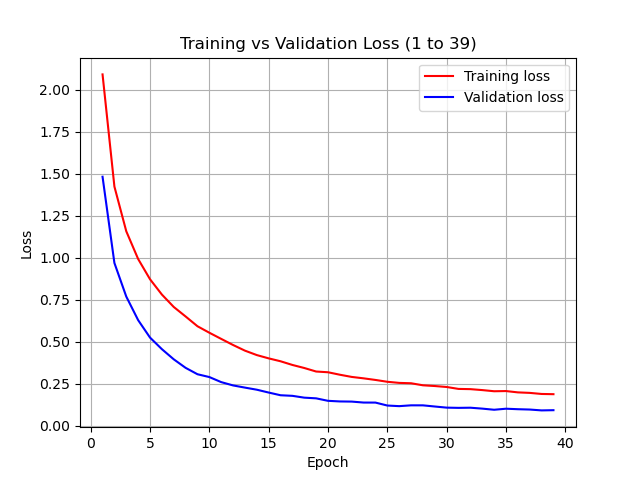 Training vs Validation Loss (1 to 39)
Training loss
Validation loss
Loss
2.00
1.75
1.50
1.25
1.00
0.75
0.50
0.25
0.00
0 5 10 15 20 25 30 35 40
Epoch